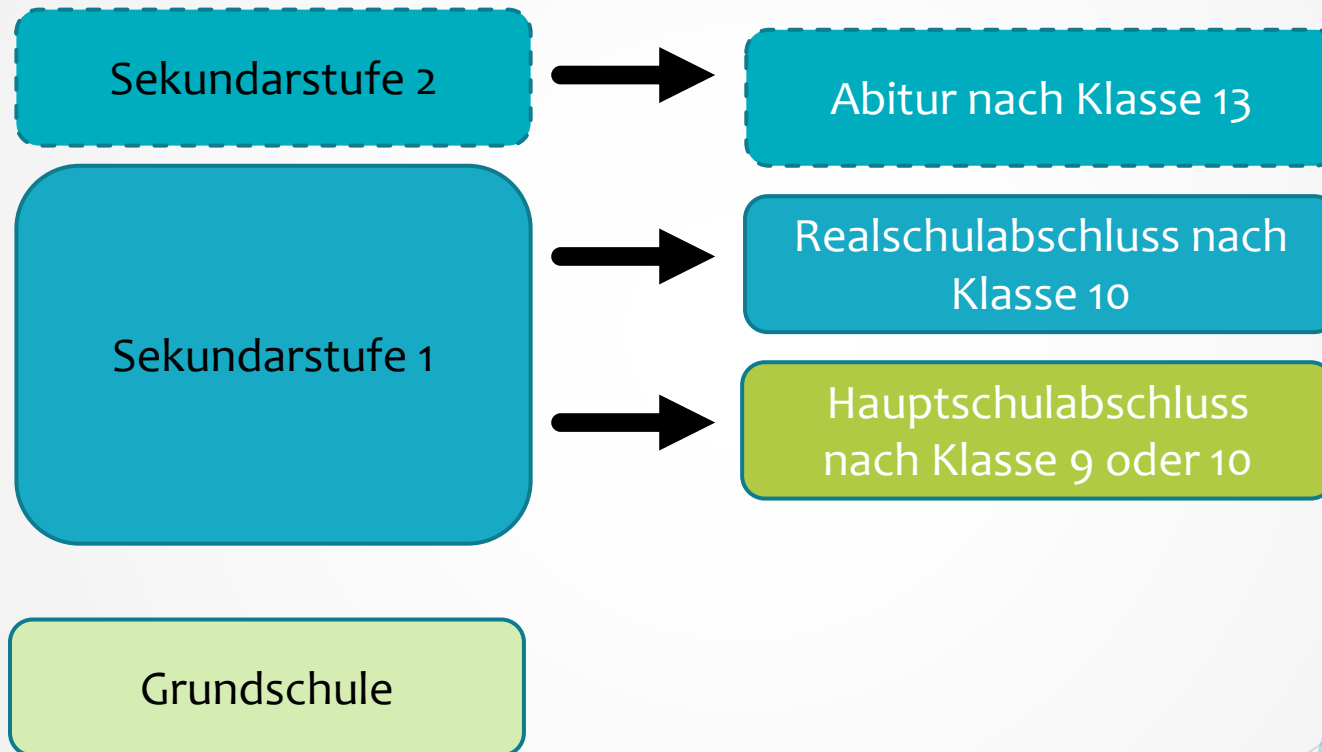 Sekundarstufe 2
Abitur nach Klasse 13
Realschulabschluss nach
Klasse 10
Sekundarstufe 1
Hauptschulabschluss
nach Klasse 9 oder 10
Grundschule